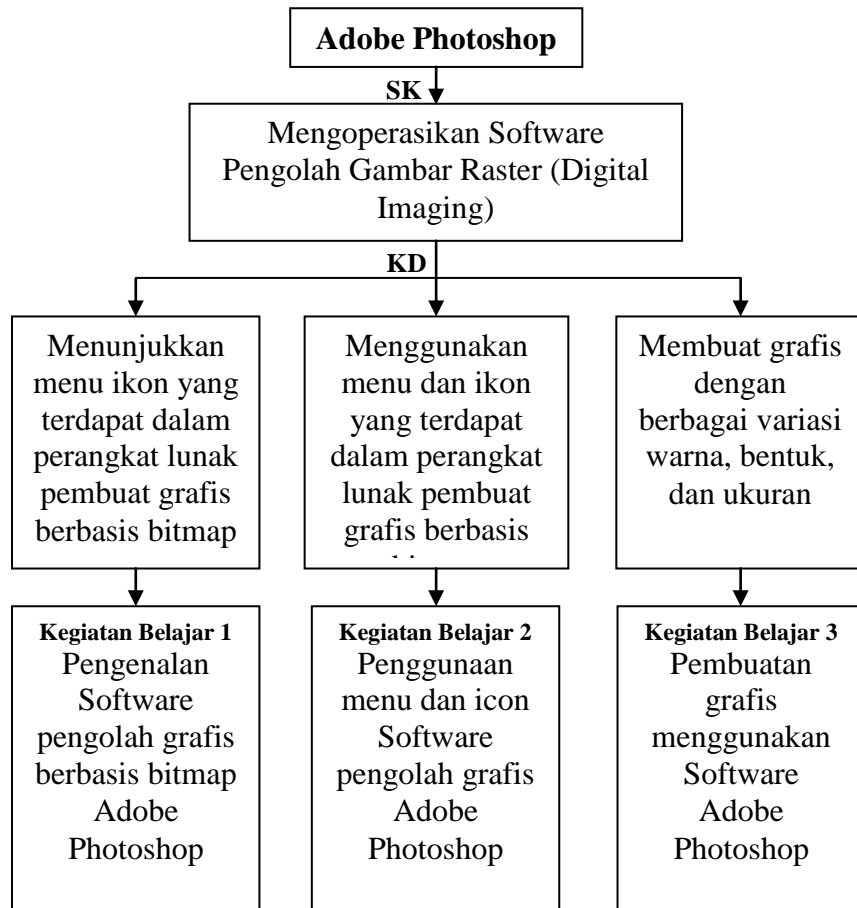 Adobe Photoshop
SK
Mengoperasikan Software
Pengolah Gambar Raster (Digital
Imaging)
KD
Menunjukkan
menu ikon yang
terdapat dalam
perangkat lunak
pembuat grafis
berbasis bitmap
Menggunakan
menu dan ikon
yang terdapat
dalam perangkat
lunak pembuat
grafis berbasis
Membuat grafis
dengan
berbagai variasi
warna, bentuk,
dan ukuran
Kegiatan Belajar 1
Pengenalan
Software
pengolah grafis
berbasis bitmap
Adobe
Photoshop
Kegiatan Belajar 2
Penggunaan
menu dan icon
Software
pengolah grafis
Adobe
Photoshop
Kegiatan Belajar 3
Pembuatan
grafis
menggunakan
Software
Adobe
Photoshop